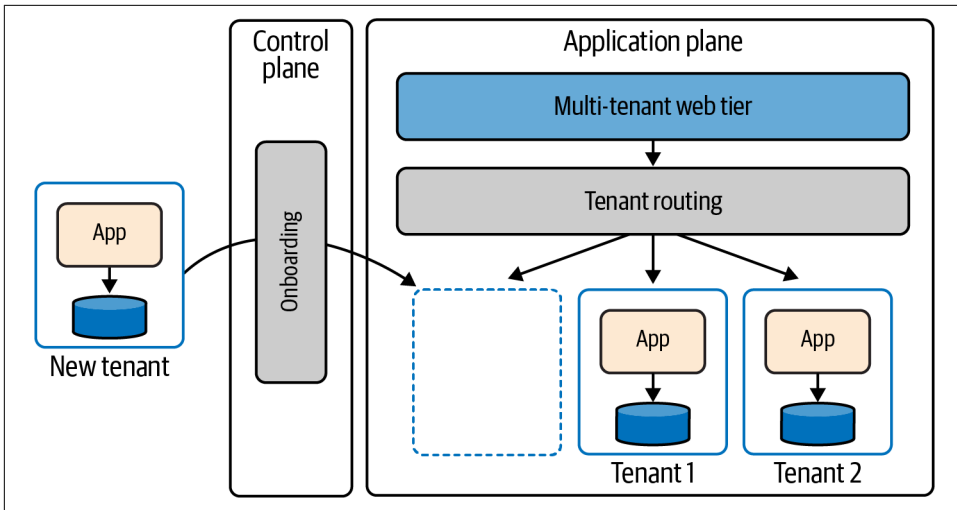 Control
plane
Application plane
Multi-tenant web tier
Tenant routing
Onboarding
App
New tenant
App
Tenant 1
App
Tenant 2